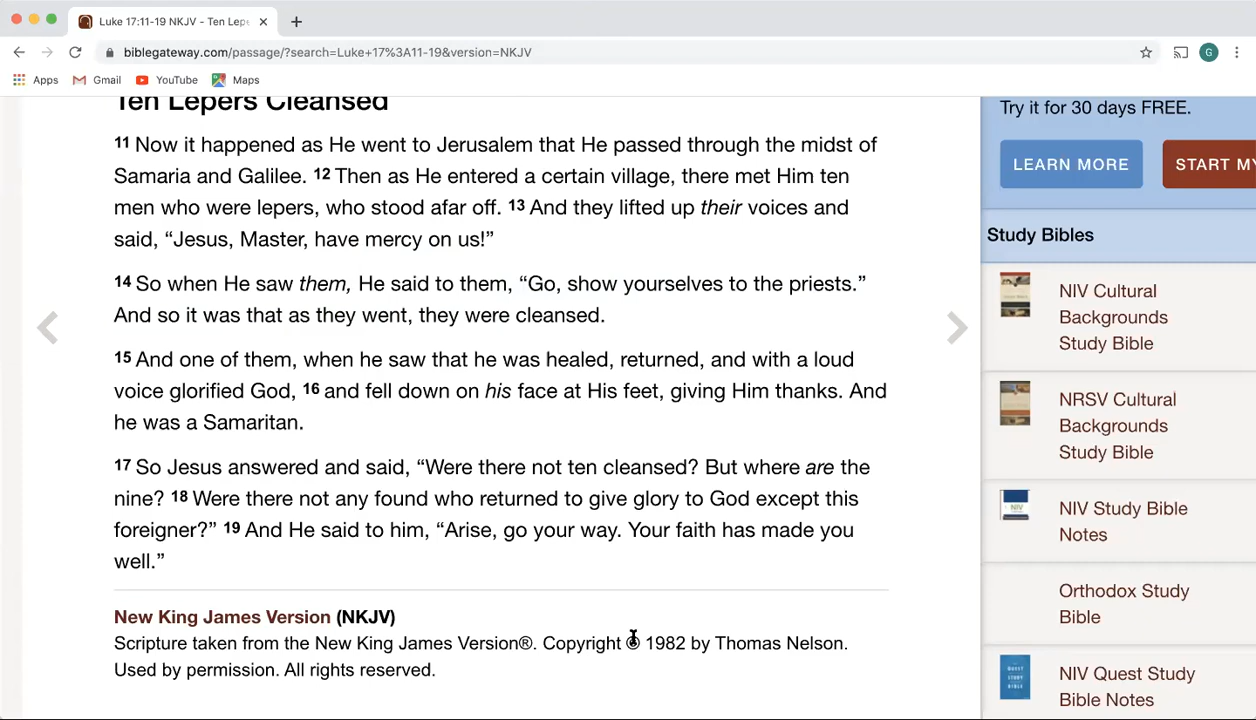 Luke 17:11-19 NKJV - Ten Lepe
biblegateway.com/passage/?search=Luke+17%3A11-19&version=NKJV
G
Apps Gmail YouTube Maps
Ten Lepers Cleansed
11 Now it happened as He went to Jerusalem that He passed through the midst of
Samaria and Galilee. 12 Then as He entered a certain village, there met Him ten
men who were lepers, who stood afar off. 13 And they lifted up their voices and
said, “Jesus, Master, have mercy on us!”
14 So when He saw them, He said to them, “Go, show yourselves to the priests.”
And so it was that as they went, they were cleansed.
15 And one of them, when he saw that he was healed, returned, and with a loud
voice glorified God, 16 and fell down on his face at His feet, giving Him thanks. And
he was a Samaritan.
17 So Jesus answered and said, “Were there not ten cleansed? But where are the
nine? 18 Were there not any found who returned to give glory to God except this
foreigner?” 19 And He said to him, “Arise, go your way. Your faith has made you
well.”
New King James Version (NKJV)
Scripture taken from the New King James Version®. Copyright © 1982 by Thomas Nelson.
Used by permission. All rights reserved.
Try it for 30 days FREE.
LEARN MORE START MY
Study Bibles
NIV Cultural
Backgrounds
Study Bible
NRSV Cultural
Backgrounds
Study Bible
NIV
NIV Study Bible
Notes
Orthodox Study
Bible
QUEST
STUDY
BIBLE
NIV Quest Study
Bible Notes